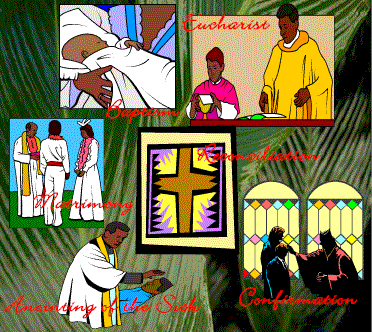 Eucharist
Baptism
Reconciliation
Matrimony
Anointing of the Sick
Confirmation